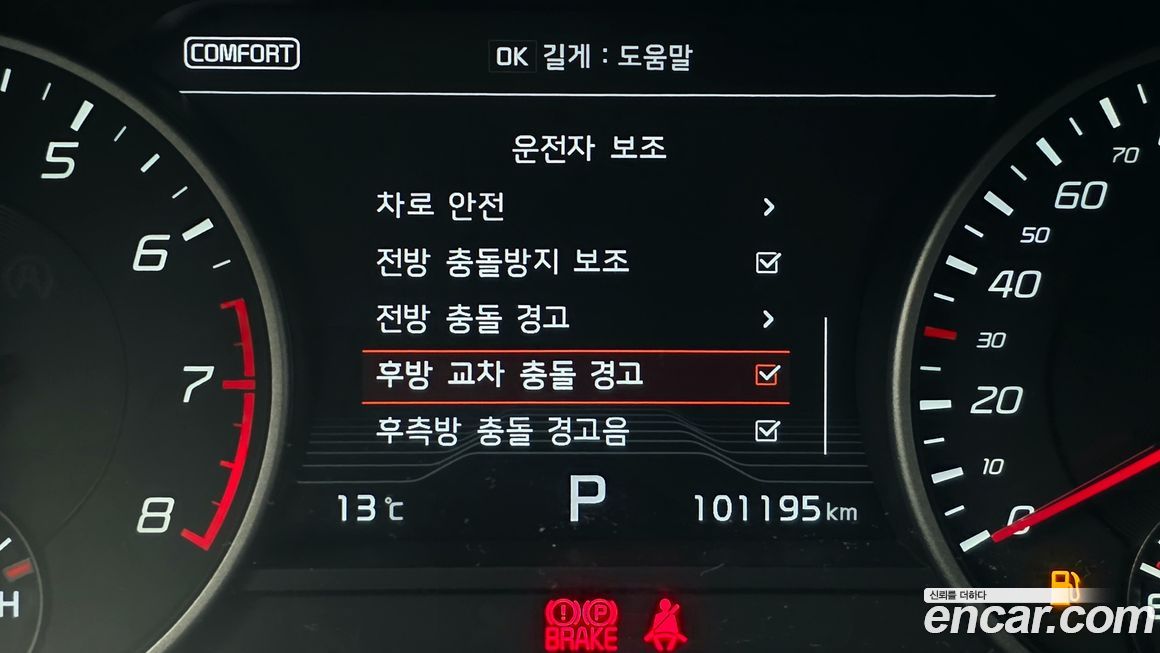 COMFORT
OK 길게 : 도움말
운전자 보조
차로 안전
전방 충돌방지 보조
전방 충돌 경고
후방 교차 충돌 경고
후측방 충돌 경고음
13℃
P
101195km
5
6
7
8
H
70
60
50
40
30
20
10
0
BRAKE
신뢰를 더하다
encar.com